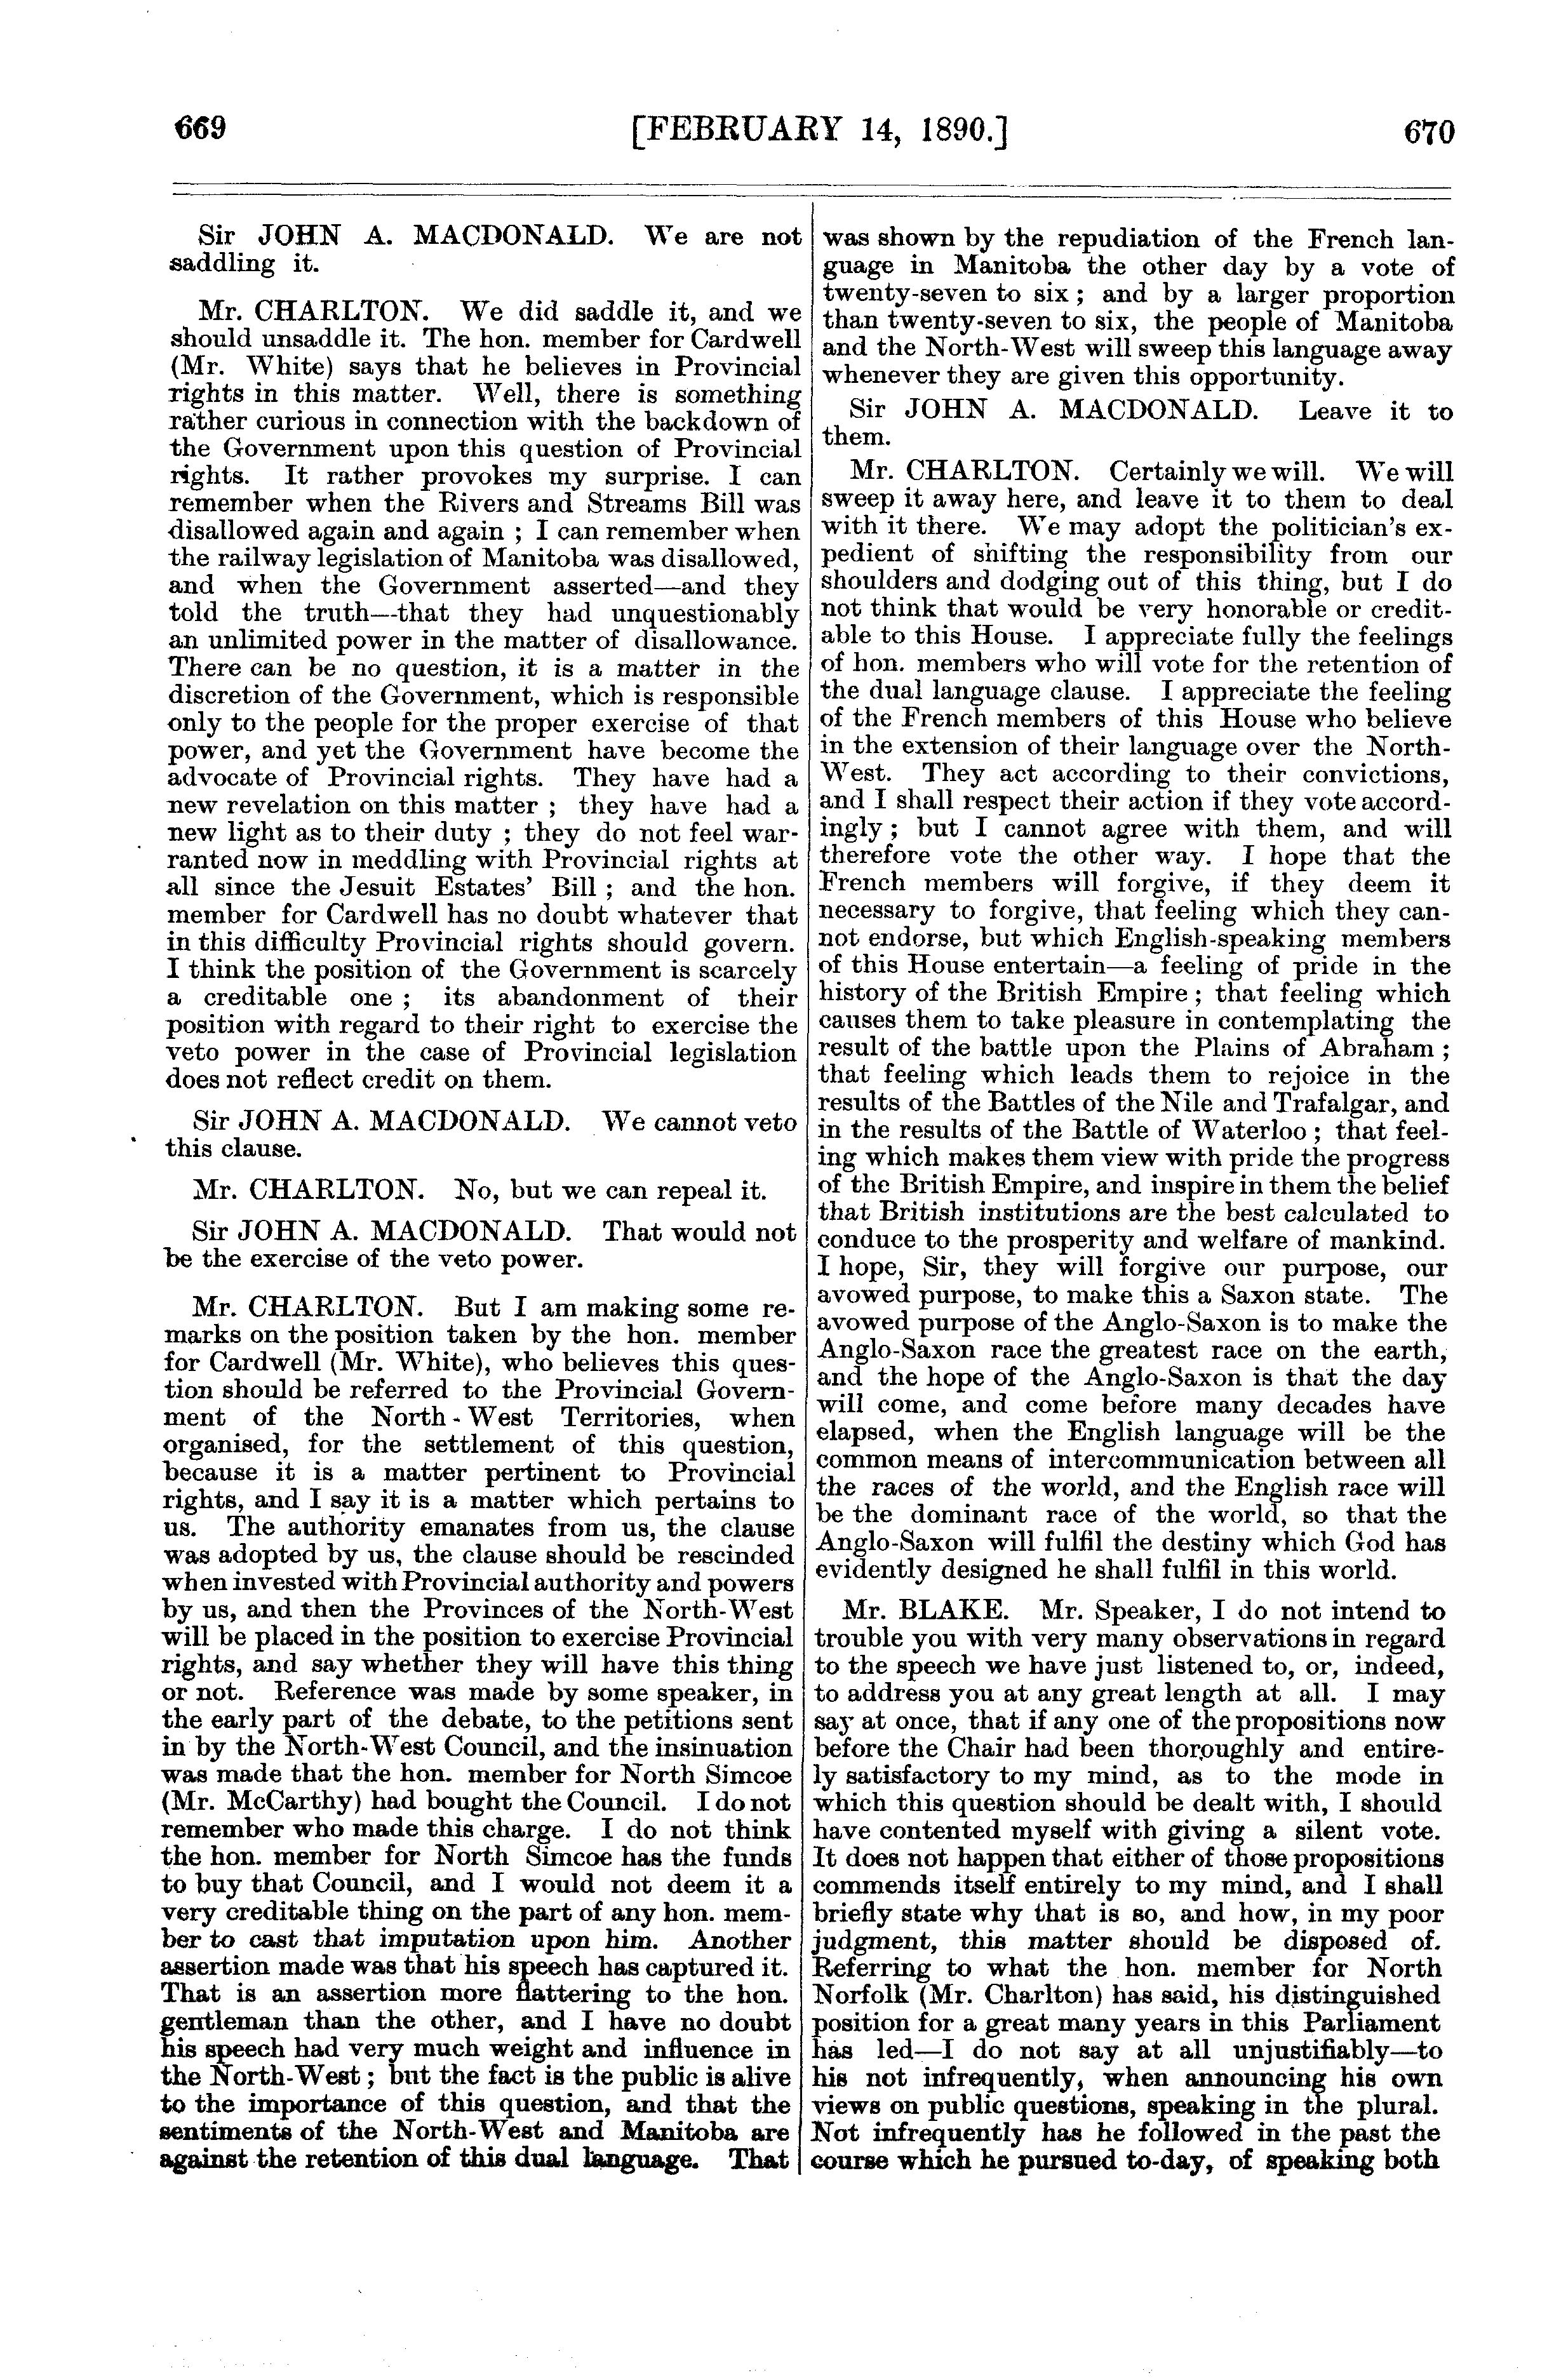 669
[FEBRUARY 14, 1890.]
670
Sir JOHN A. MACDONALD. We are not
saddling it.
Mr. CHARLTON. We did saddle it, and we
should unsaddle it. The hon. member for Cardwell
(Mr. White) says that he believes in Provincial
rights in this matter. Well, there is something
rather curious in connection with the backdown of
the Government upon this question of Provincial
rights. It rather provokes my surprise. I can
remember when the Rivers and Streams Bill was
disallowed again and again ; I can remember when
the railway legislation of Manitoba was disallowed,
and when the Government asserted—and they
told the truth—that they had unquestionably
an unlimited power in the matter of disallowance.
There can be no question, it is a matter in the
discretion of the Government, which is responsible
only to the people for the proper exercise of that
power, and yet the Government have become the
advocate of Provincial rights. They have had a
new revelation on this matter ; they have had a
new light as to their duty ; they do not feel war-
ranted now in meddling with Provincial rights at
all since the Jesuit Estates' Bill ; and the hon.
member for Cardwell has no doubt whatever that
in this difficulty Provincial rights should govern.
I think the position of the Government is scarcely
a creditable one ; its abandonment of their
position with regard to their right to exercise the
veto power in the case of Provincial legislation
does not reflect credit on them.
Sir JOHN A. MACDONALD. We cannot veto
this clause.
Mr. CHARLTON. No, but we can repeal it.
Sir JOHN A. MACDONALD. That would not
be the exercise of the veto power.
Mr. CHARLTON. But I am making some re-
marks on the position taken by the hon. member
for Cardwell (Mr. White), who believes this ques-
tion should be referred to the Provincial Govern-
ment of the North-West Territories, when
organised, for the settlement of this question,
because it is a matter pertinent to Provincial
rights, and I say it is a matter which pertains to
us. The authority emanates from us, the clause
was adopted by us, the clause should be rescinded
when invested with Provincial authority and powers
by us, and then the Provinces of the North-West
will be placed in the position to exercise Provincial
rights, and say whether they will have this thing
or not. Reference was made by some speaker, in
the early part of the debate, to the petitions sent
in by the North-West Council, and the insinuation
was made that the hon. member for North Simcoe
(Mr. McCarthy) had bought the Council. I do not
remember who made this charge. I do not think
the hon. member for North Simcoe has the funds
to buy that Council, and I would not deem it a
very creditable thing on the part of any hon. mem-
ber to cast that imputation upon him. Another
assertion made was that his speech has captured it.
That is an assertion more flattering to the hon.
gentleman than the other, and I have no doubt
his speech had very much weight and influence in
the North-West ; but the fact is the public is alive
to the importance of this question, and that the
sentiments of the North-West and Manitoba are
against the retention of this dual language. That
was shown by the repudiation of the French lan-
guage in Manitoba the other day by a vote of
twenty-seven to six ; and by a larger proportion
than twenty-seven to six, the people of Manitoba
and the North-West will sweep this language away
whenever they are given this opportunity.
Sir JOHN A. MACDONALD. Leave it to
them.
Mr. CHARLTON. Certainly we will. We will
sweep it away here, and leave it to them to deal
with it there. We may adopt the politician's ex-
pedient of shifting the responsibility from our
shoulders and dodging out of this thing, but I do
not think that would be very honorable or credit-
able to this House. I appreciate fully the feelings
of hon. members who will vote for the retention of
the dual language clause. I appreciate the feeling
of the French members of this House who believe
in the extension of their language over the North-
West. They act according to their convictions,
and I shall respect their action if they vote accord-
ingly ; but I cannot agree with them, and will
therefore vote the other way. I hope that the
French members will forgive, if they deem it
necessary to forgive, that feeling which they can-
not endorse, but which English-speaking members
of this House entertain—a feeling of pride in the
history of the British Empire ; that feeling which
causes them to take pleasure in contemplating the
result of the battle upon the Plains of Abraham ;
that feeling which leads them to rejoice in the
results of the Battles of the Nile and Trafalgar, and
in the results of the Battle of Waterloo ; that feel-
ing which makes them view with pride the progress
of the British Empire, and inspire in them the belief
that British institutions are the best calculated to
conduce to the prosperity and welfare of mankind.
I hope, Sir, they will forgive our purpose, our
avowed purpose, to make this a Saxon state. The
avowed purpose of the Anglo-Saxon is to make the
Anglo-Saxon race the greatest race on the earth,
and the hope of the Anglo-Saxon is that the day
will come, and come before many decades have
elapsed, when the English language will be the
common means of intercommunication between all
the races of the world, and the English race will
be the dominant race of the world, so that the
Anglo-Saxon will fulfil the destiny which God has
evidently designed he shall fulfil in this world.
Mr. BLAKE. Mr. Speaker, I do not intend to
trouble you with very many observations in regard
to the speech we have just listened to, or, indeed,
to address you at any great length at all. I may
say at once, that if any one of the propositions now
before the Chair had been thoroughly and entire-
ly satisfactory to my mind, as to the mode in
which this question should be dealt with, I should
have contented myself with giving a silent vote.
It does not happen that either of those propositions
commends itself entirely to my mind, and I shall
briefly state why that is so, and how, in my poor
judgment, this matter should be disposed of.
Referring to what the hon. member for North
Norfolk (Mr. Charlton) has said, his distinguished
position for a great many years in this Parliament
has led—I do not say at all unjustifiably—to
his not infrequently, when announcing his own
views on public questions, speaking in the plural.
Not infrequently has he followed in the past the
course which he pursued to-day, of speaking both